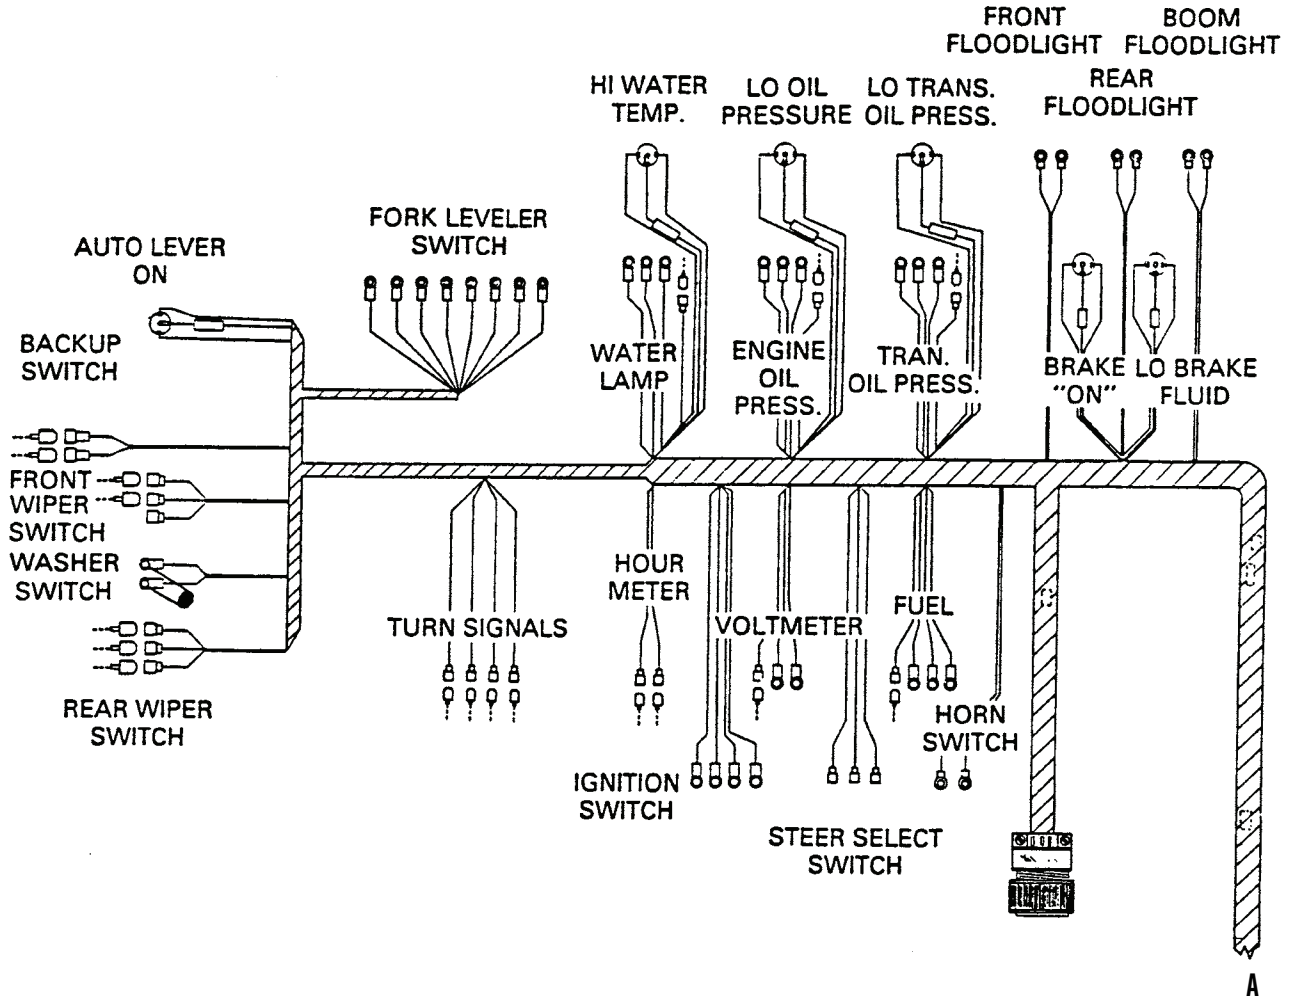 FRONT
FLOODLIGHT
BOOM
FLOODLIGHT
REAR
FLOODLIGHT
HI WATER
TEMP.
LO OIL
PRESSURE
LO TRANS.
OIL PRESS.
FORK LEVELER
SWITCH
AUTO LEVER
ON
BACKUP
SWITCH
WATER
LAMP
ENGINE
OIL
PRESS.
TRAN.
OIL PRESS.
BRAKE
"ON"
LO BRAKE
FLUID
FRONT
WIPER
SWITCH
WASHER
SWITCH
REAR WIPER
SWITCH
TURN SIGNALS
HOUR
METER
VOLTMETER
FUEL
HORN
SWITCH
IGNITION
SWITCH
STEER SELECT
SWITCH
A